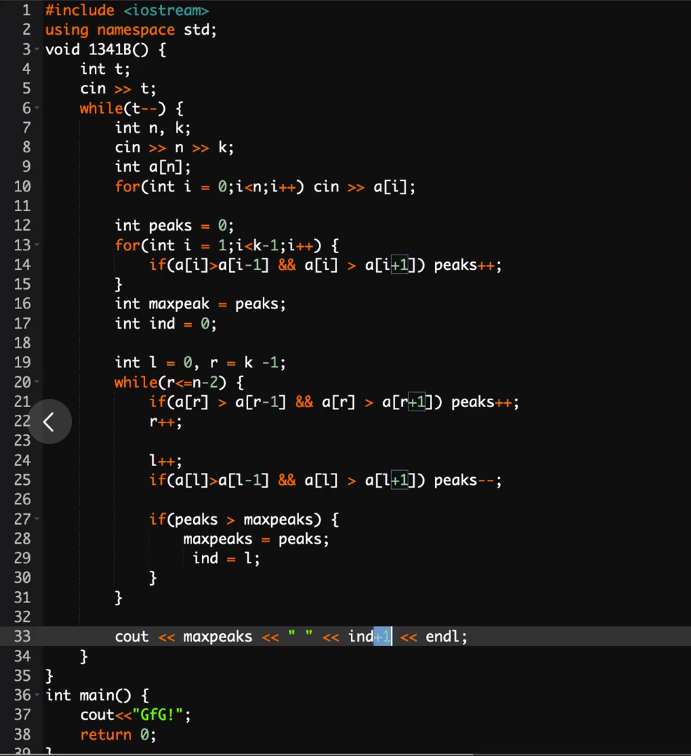 1 #include <iostream>
2 using namespace std;
3 void 1341B() {
4 int t;
5 cin >> t;
6 while(t--) {
7 int n, k;
8 cin >> n >> k;
9 int a[n];
10 for(int i = 0;i<n;i++) cin >> a[i];
11
12 int peaks = 0;
13 for(int i = 1;i<k-1;i++) {
14 if(a[i]>a[i-1] && a[i] > a[i+1]) peaks++;
15 }
16 int maxpeak = peaks;
17 int ind = 0;
18
19 int l = 0, r = k -1;
20 while(r<=n-2) {
21 if(a[r] > a[r-1] && a[r] > a[r+1]) peaks++;
22 r++;
23
24 l++;
25 if(a[l]>a[l-1] && a[l] > a[l+1]) peaks--;
26
27 if(peaks > maxpeaks) {
28 maxpeaks = peaks;
29 ind = l;
30 }
31 }
32
33 cout << maxpeaks << " " << ind+1 << endl;
34 }
35 }
36 int main() {
37 cout<<"GfG!";
38 return 0;
39 }